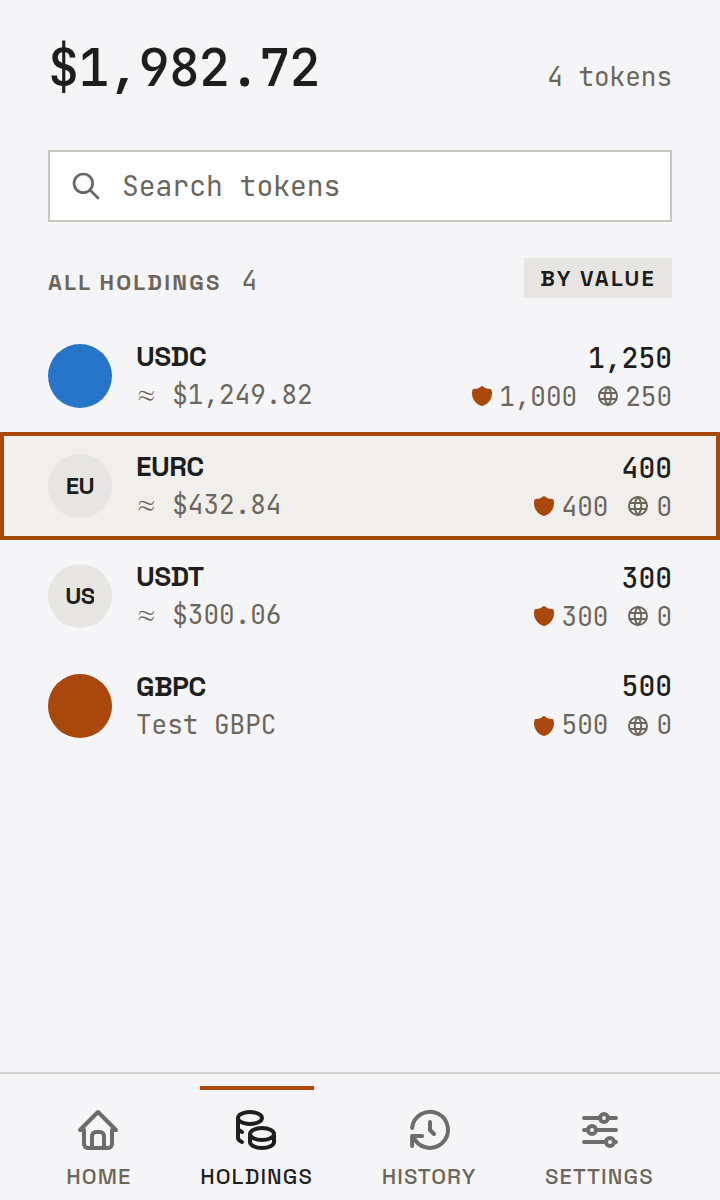 $1,982.72
4 tokens
Search tokens
ALL HOLDINGS 4
BY VALUE
USDC
1,250
≈ $1,249.82
1,000 250
EU
EURC
400
≈ $432.84
400 0
US
USDT
300
≈ $300.06
300 0
GBPC
500
Test GBPC
500 0
HOME
HOLDINGS
HISTORY
SETTINGS